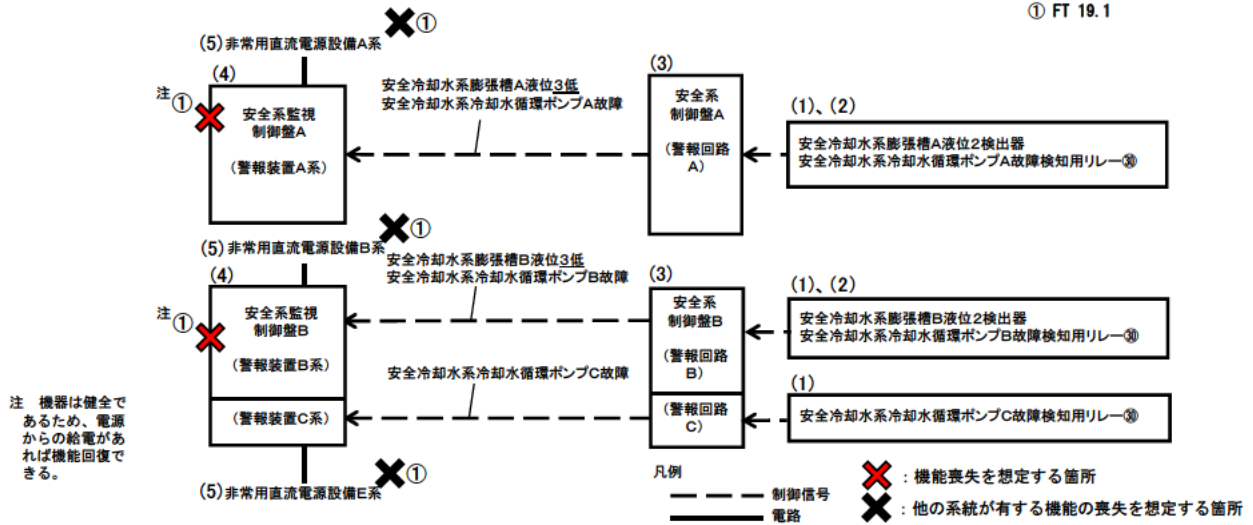 ① FT 19.1
①
(5)非常用直流電源設備A系
(4)
注①
安全系監視
制御盤A
(警報装置A系)
安全冷却水系膨張槽A液位3低
安全冷却水系冷却水循環ポンプA故障
(3)
安全系
制御盤A
(警報回路
A)
(1)、(2)
安全冷却水系膨張槽A液位2検出器
安全冷却水系冷却水循環ポンプA故障検知用リレー㉚
①
(5)非常用直流電源設備B系
(4)
注①
安全系監視
制御盤B
(警報装置B系)
(警報装置C系)
安全冷却水系膨張槽B液位3低
安全冷却水系冷却水循環ポンプB故障
安全冷却水系冷却水循環ポンプC故障
(3)
安全系
制御盤B
(警報回路
B)
(警報回路
C)
(1)、(2)
安全冷却水系膨張槽B液位2検出器
安全冷却水系冷却水循環ポンプB故障検知用リレー㉚
(1)
安全冷却水系冷却水循環ポンプC故障検知用リレー㉚
①
(5)非常用直流電源設備E系
注 機器は健全で
あるため、電源
からの給電があ
れば機能回復で
きる。
凡例
制御信号
電路
：機能喪失を想定する箇所
：他の系統が有する機能の喪失を想定する箇所